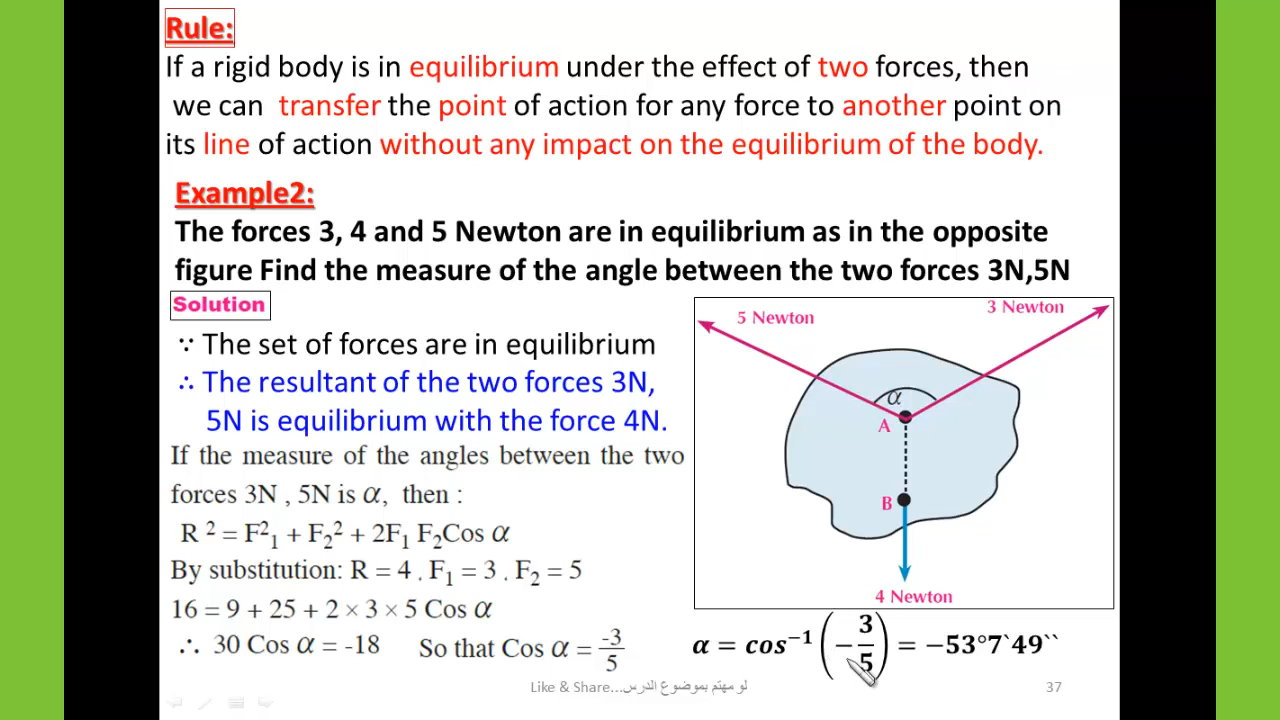 Rule:
If a rigid body is in equilibrium under the effect of two forces, then
we can transfer the point of action for any force to another point on
its line of action without any impact on the equilibrium of the body.
Example2:
The forces 3, 4 and 5 Newton are in equilibrium as in the opposite
figure Find the measure of the angle between the two forces 3N,5N
Solution
∵ The set of forces are in equilibrium
∴ The resultant of the two forces 3N,
5N is equilibrium with the force 4N.
If the measure of the angles between the two
forces 3N , 5N is α, then :
R ² = F²₁ + F₂² + 2F₁ F₂Cos α
By substitution: R = 4 . F₁ = 3 . F₂ = 5
16 = 9 + 25 + 2 × 3 × 5 Cos α
∴ 30 Cos α = -18 So that Cos α = -3/5
5 Newton
3 Newton
α
A
B
4 Newton
α = cos⁻¹ (−3/5) = −53°7`49``
Like & Share...لو مهتم بموضوع الدرس
37